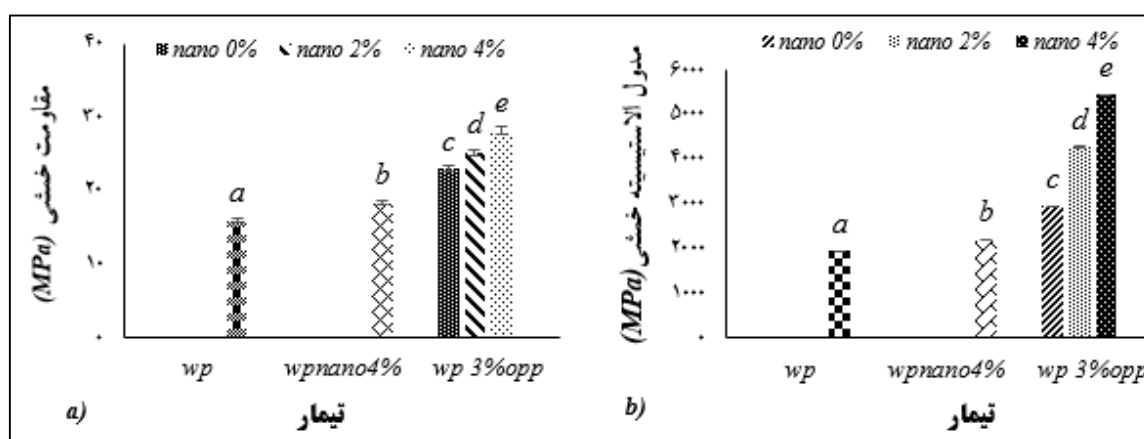 nano 0% nano 2% nano 4%
مقاومت خمشی (MPa)
۴۰
۳۰
۲۰
۱۰
۰
a
b
c
d
e
wp
wpnano4%
wp 3%opp
تیمار
a)
nano 0% nano 2% nano 4%
مدول الاستیسیته خمشی (MPa)
۶۰۰۰
۵۰۰۰
۴۰۰۰
۳۰۰۰
۲۰۰۰
۱۰۰۰
۰
a
b
c
d
e
wp
wpnano4%
wp 3%opp
تیمار
b)